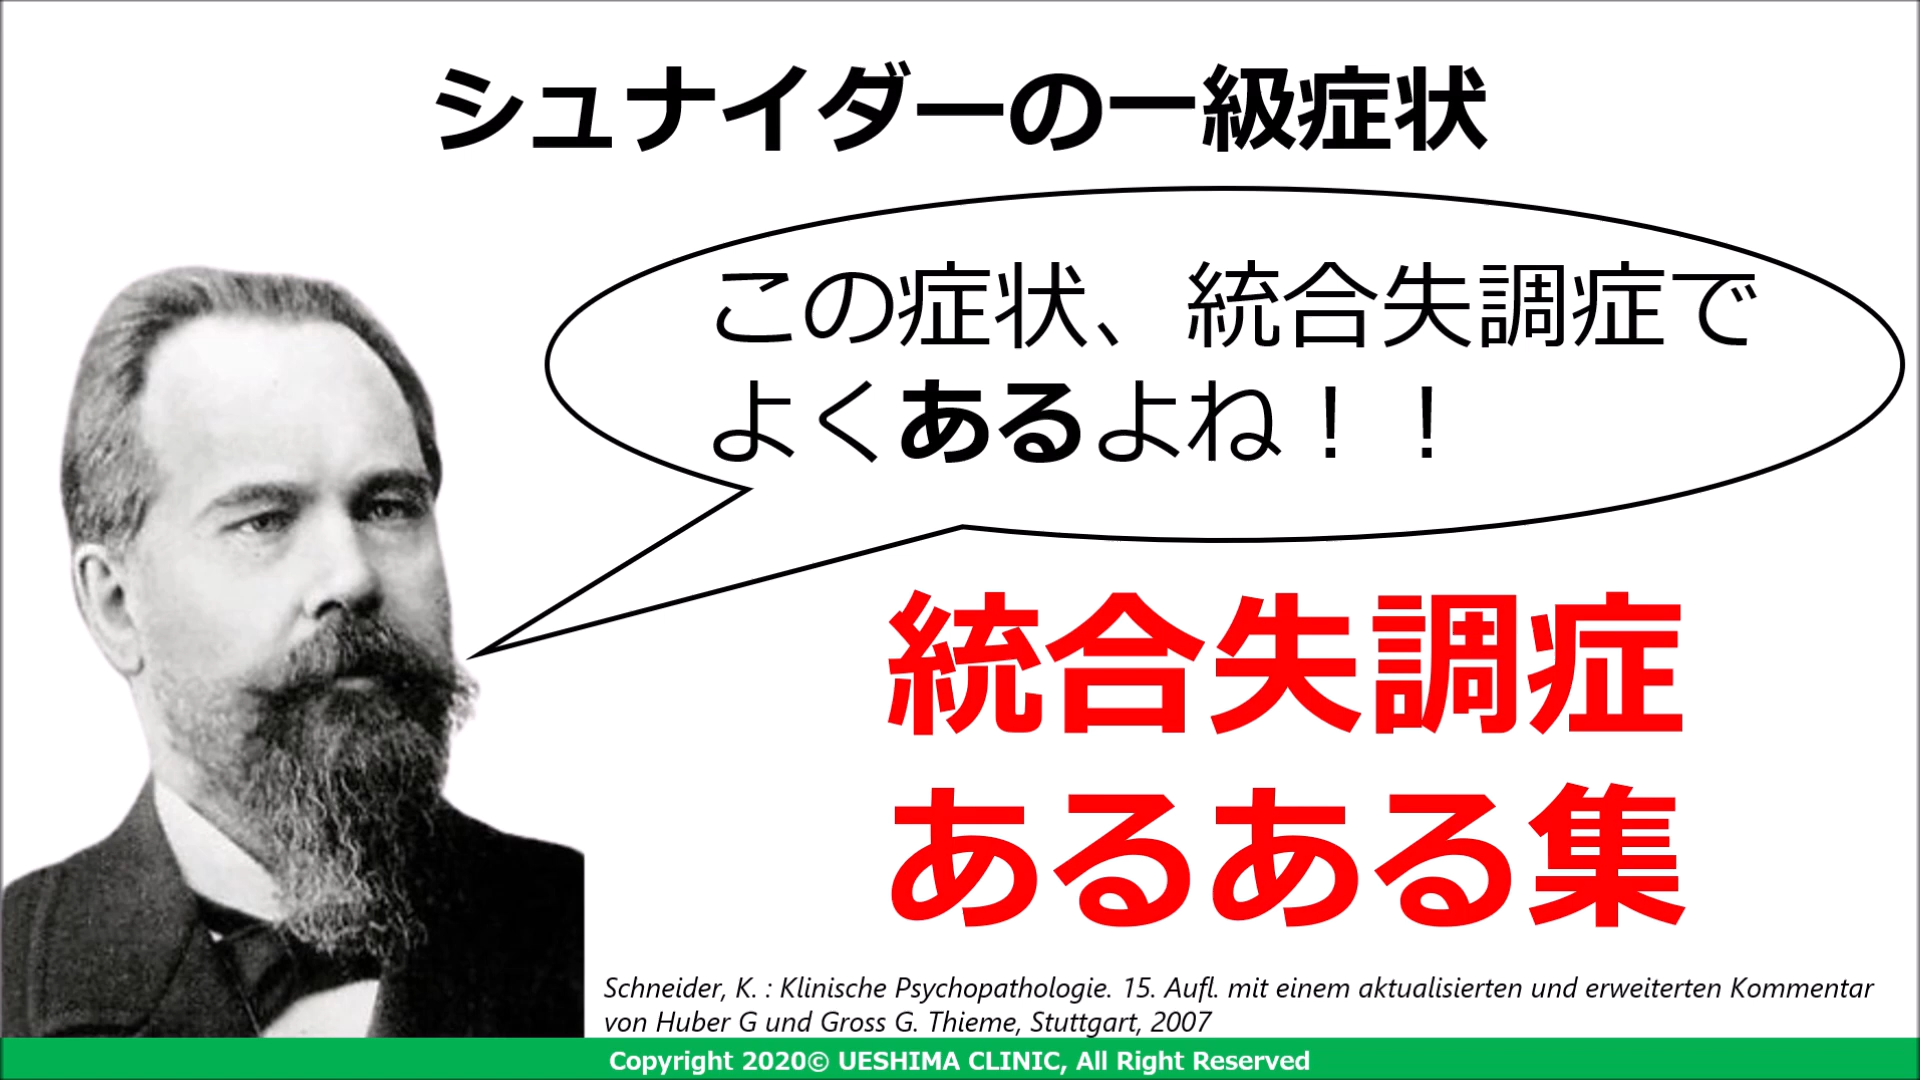 シュナイダーの一級症状
この症状、統合失調症で
よくあるよね！！
統合失調症
あるある集
Schneider, K. : Klinische Psychopathologie. 15. Aufl. mit einem aktualisierten und erweiterten Kommentar
von Huber G und Gross G. Thieme, Stuttgart, 2007
Copyright 2020© UESHIMA CLINIC, All Right Reserved